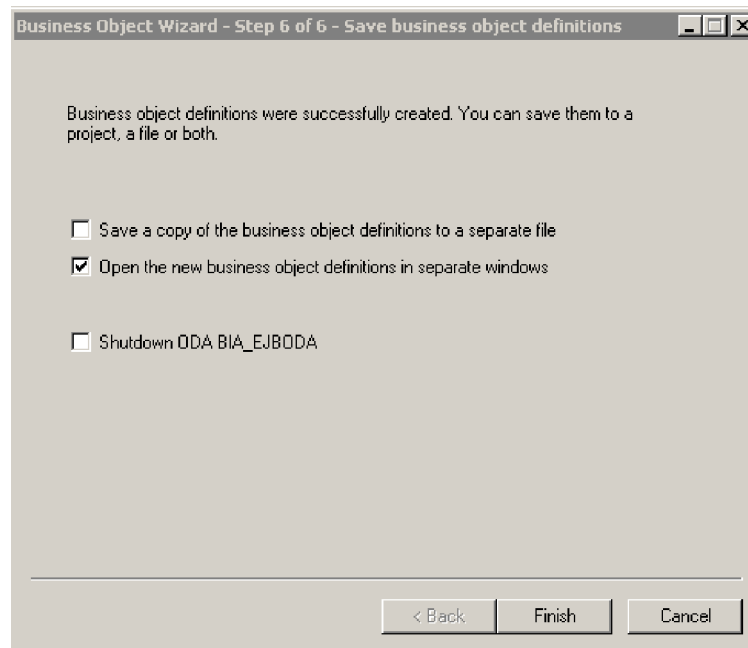 Business Object Wizard - Step 6 of 6 - Save business object definitions
Business object definitions were successfully created. You can save them to a
project, a file or both.
Save a copy of the business object definitions to a separate file
Open the new business object definitions in separate windows
Shutdown ODA BIA_EJBODA
< Back
Finish
Cancel